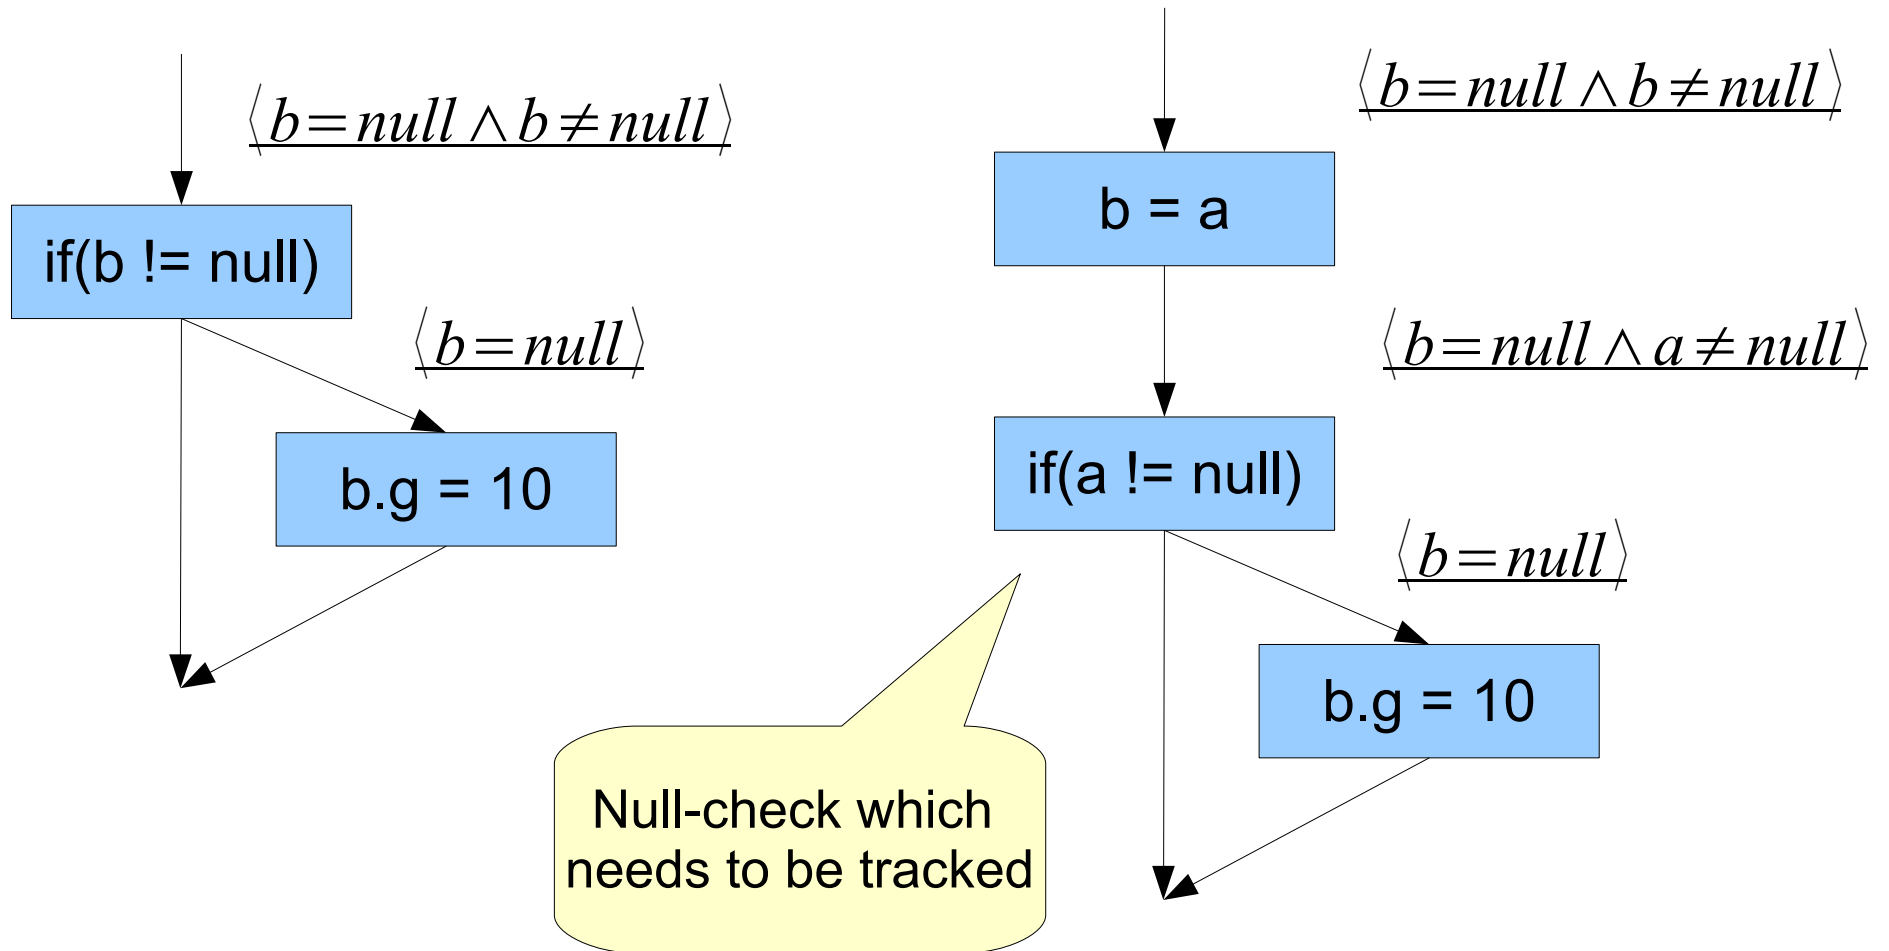 ⟨b=null ∧ b≠null⟩
if(b != null)
⟨b=null⟩
b.g = 10
⟨b=null ∧ b≠null⟩
b = a
⟨b=null ∧ a≠null⟩
if(a != null)
⟨b=null⟩
b.g = 10
Null-check which
needs to be tracked